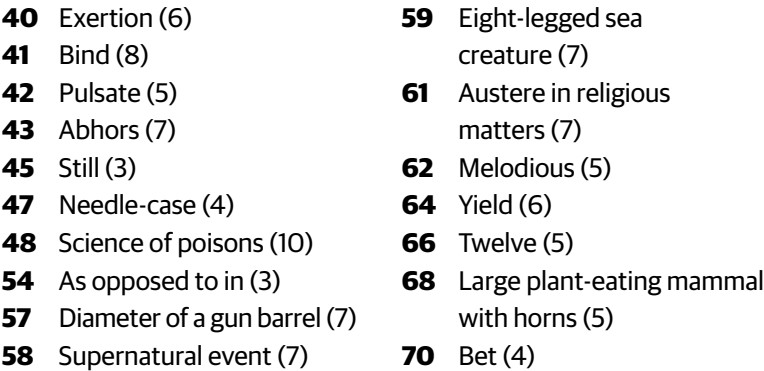 40 Exertion (6)
41 Bind (8)
42 Pulsate (5)
43 Abhors (7)
45 Still (3)
47 Needle-case (4)
48 Science of poisons (10)
54 As opposed to in (3)
57 Diameter of a gun barrel (7)
58 Supernatural event (7)
59 Eight-legged sea
creature (7)
61 Austere in religious
matters (7)
62 Melodious (5)
64 Yield (6)
66 Twelve (5)
68 Large plant-eating mammal
with horns (5)
70 Bet (4)